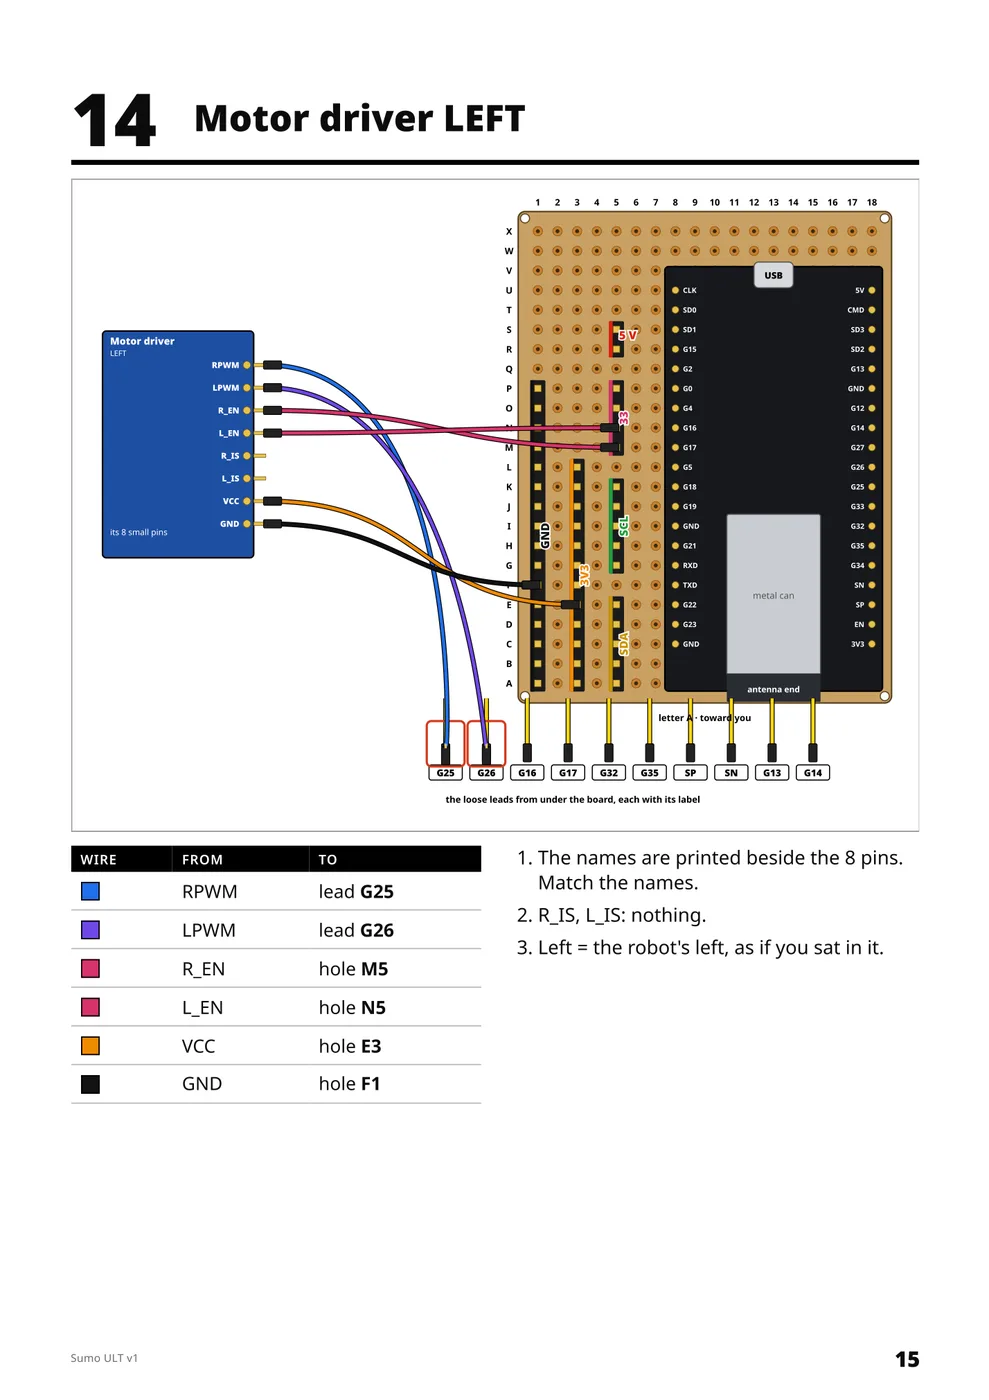 14 Motor driver LEFT
1 2 3 4 5 6 7 8 9 10 11 12 13 14 15 16 17 18
X
W
V
U
T
S
R
Q
P
O
N
M
L
K
J
I
H
G
E
D
C
B
A
USB
CLK 5V
SD0 CMD
SD1 SD3
G15 SD2
G2 G13
G0 GND
G4 G12
G16 G14
G17 G27
G5 G26
G18 G25
G19 G33
GND G32
G21 G35
RXD G34
TXD SN
G22 SP
G23 EN
GND 3V3
metal can
antenna end
5 V
33
GND
SCL
3V3
SDA
Motor driver
LEFT
RPWM
LPWM
R_EN
L_EN
R_IS
L_IS
VCC
GND
its 8 small pins
letter A · toward you
G25 G26 G16 G17 G32 G35 SP SN G13 G14
the loose leads from under the board, each with its label
WIRE FROM TO
RPWM lead G25
LPWM lead G26
R_EN hole M5
L_EN hole N5
VCC hole E3
GND hole F1
1. The names are printed beside the 8 pins.
Match the names.
2. R_IS, L_IS: nothing.
3. Left = the robot's left, as if you sat in it.
Sumo ULT v1
15